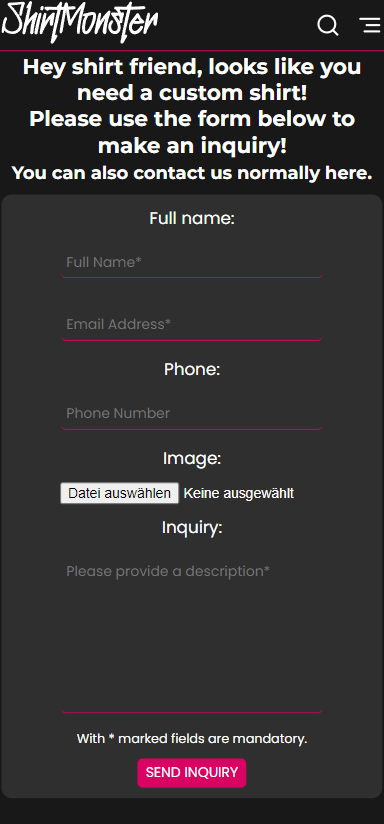 ShirtMonster
Hey shirt friend, looks like you
need a custom shirt!
Please use the form below to
make an inquiry!
You can also contact us normally here.
Full name:
Full Name*
Email Address*
Phone:
Phone Number
Image:
Datei auswählen Keine ausgewählt
Inquiry:
Please provide a description*
With * marked fields are mandatory.
SEND INQUIRY